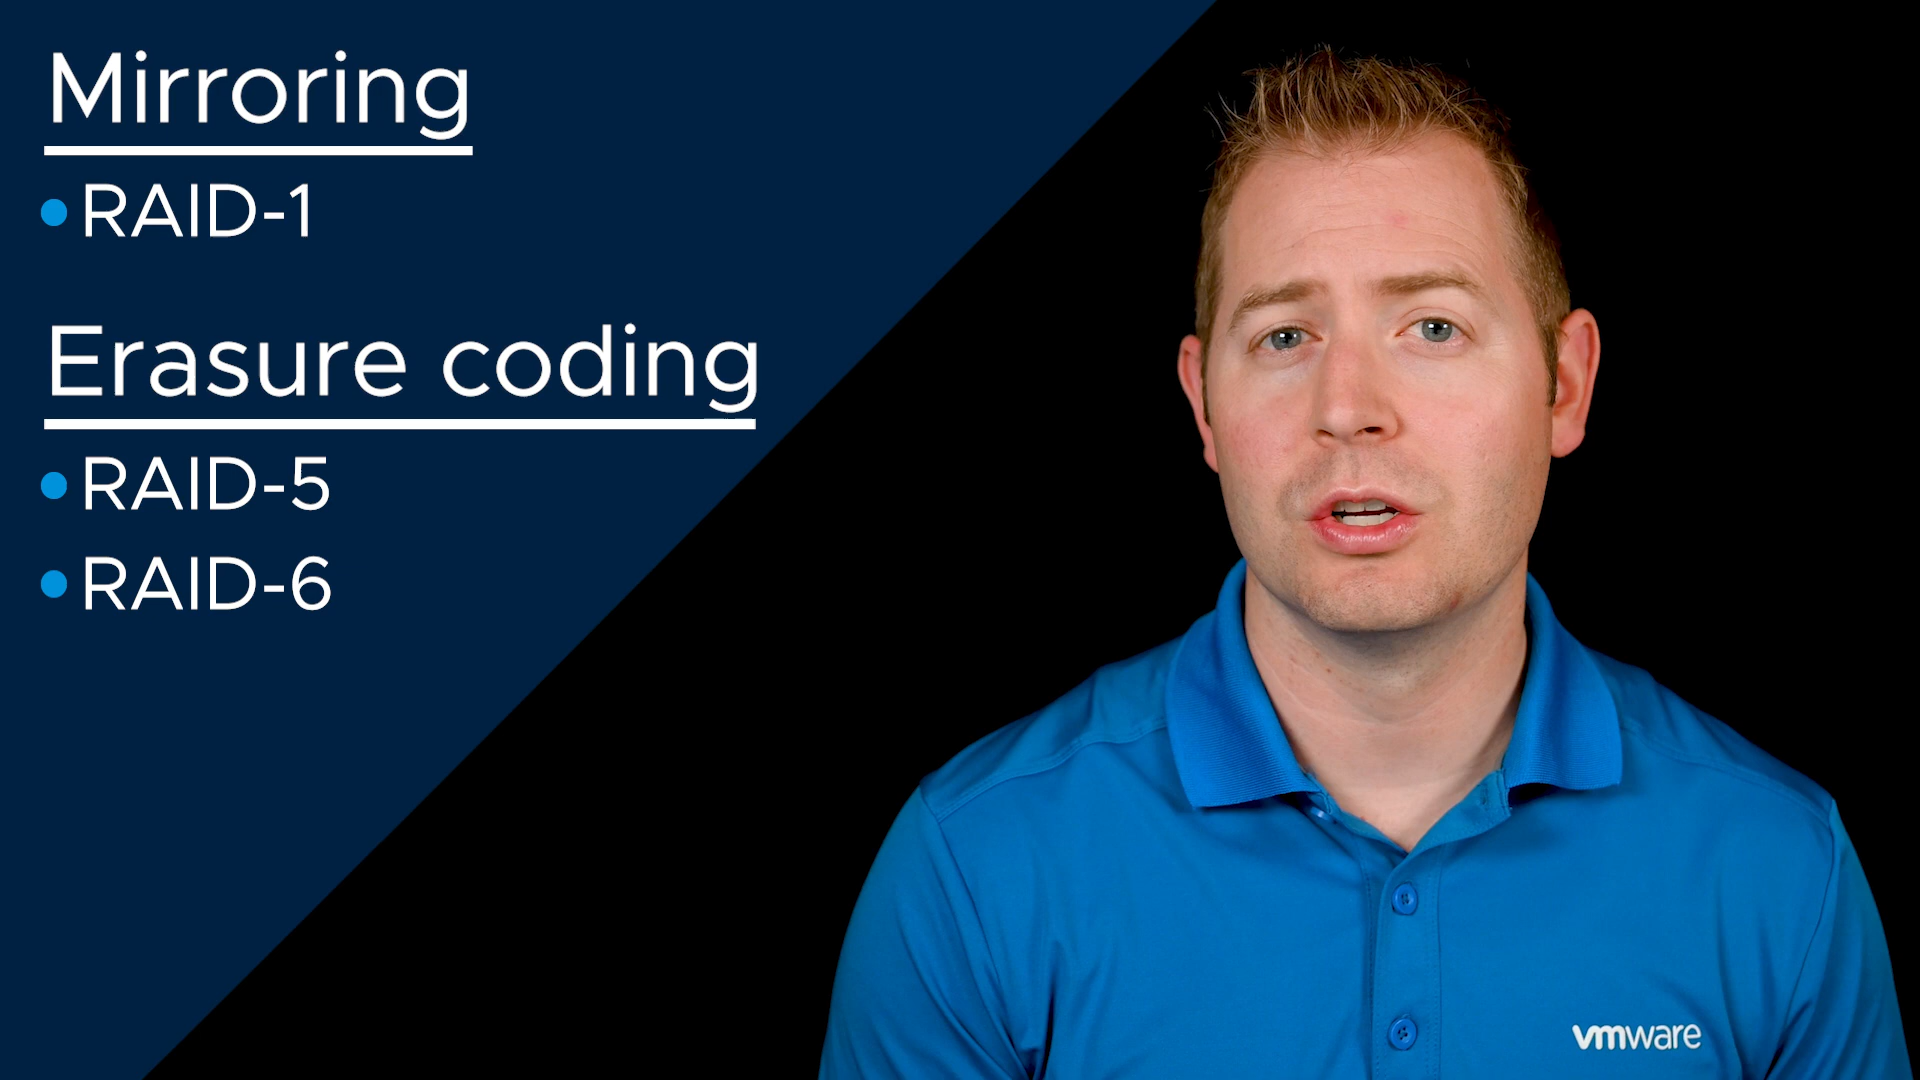 Mirroring
RAID-1
Erasure coding
RAID-5
RAID-6
vmware